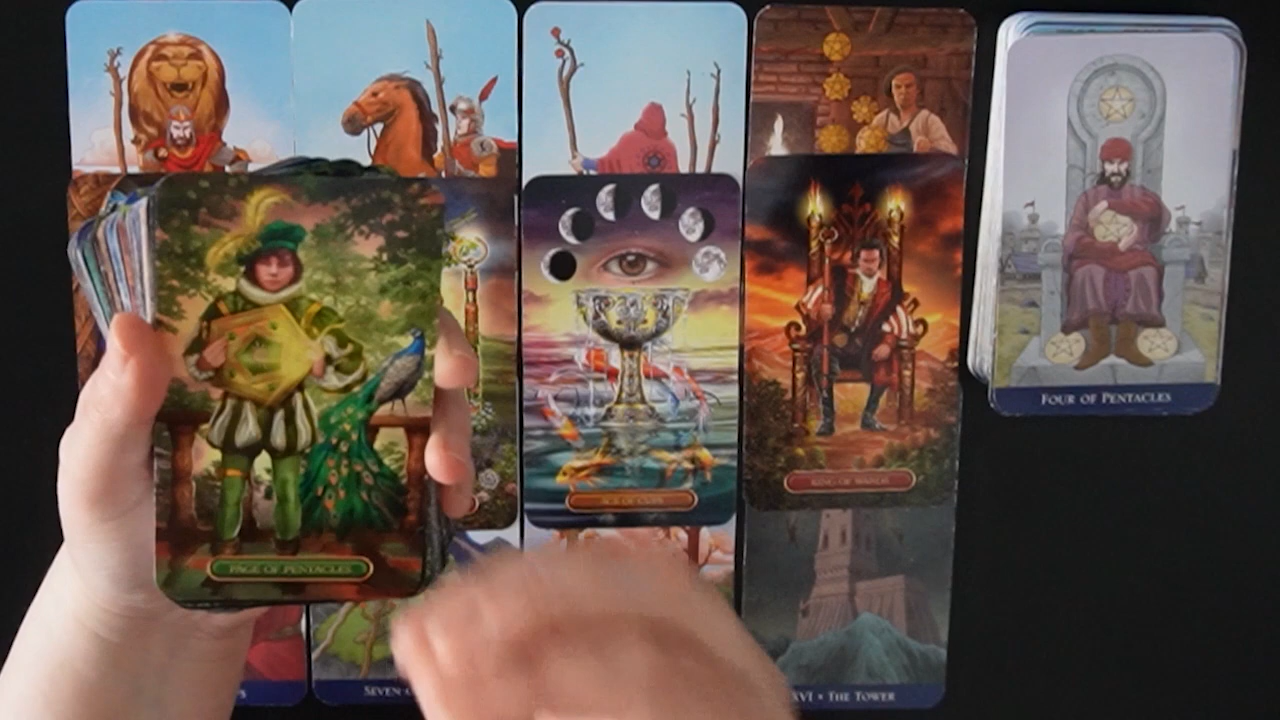 FOUR OF PENTACLES
ACE OF CUPS
KING OF WANDS
PAGE OF PENTACLES
SEVEN
XVI • THE TOWER